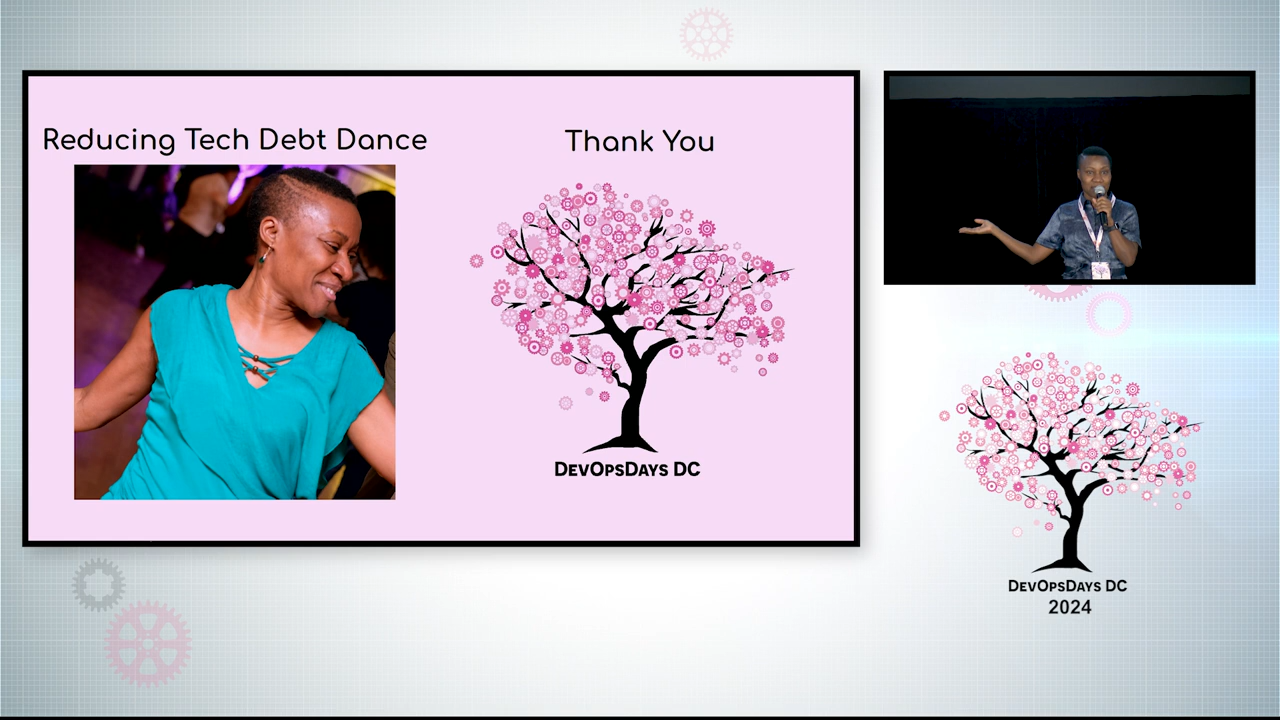 Reducing Tech Debt Dance
Thank You
DevOpsDays DC
DevOpsDays DC
2024